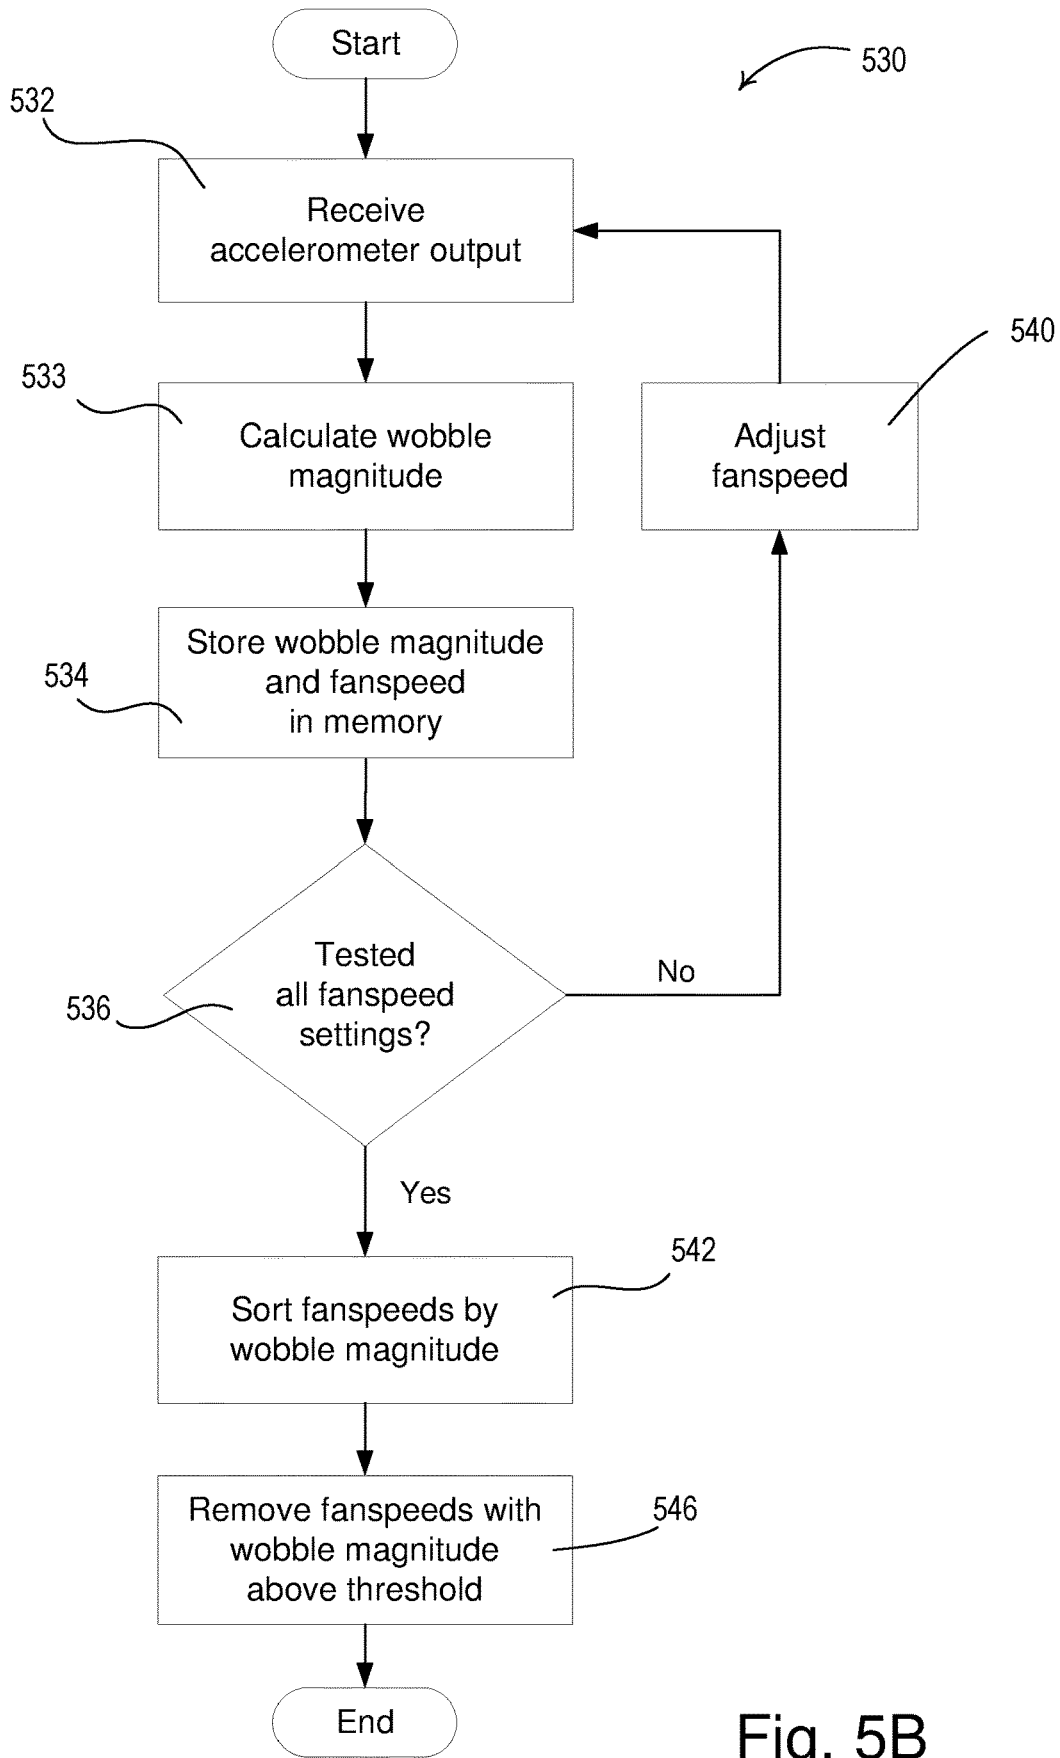 Start
530
532
Receive
accelerometer output
540
533
Calculate wobble
magnitude
Adjust
fanspeed
534
Store wobble magnitude
and fanspeed
in memory
536
Tested
all fanspeed
settings?
No
Yes
542
Sort fanspeeds by
wobble magnitude
546
Remove fanspeeds with
wobble magnitude
above threshold
End
Fig. 5B